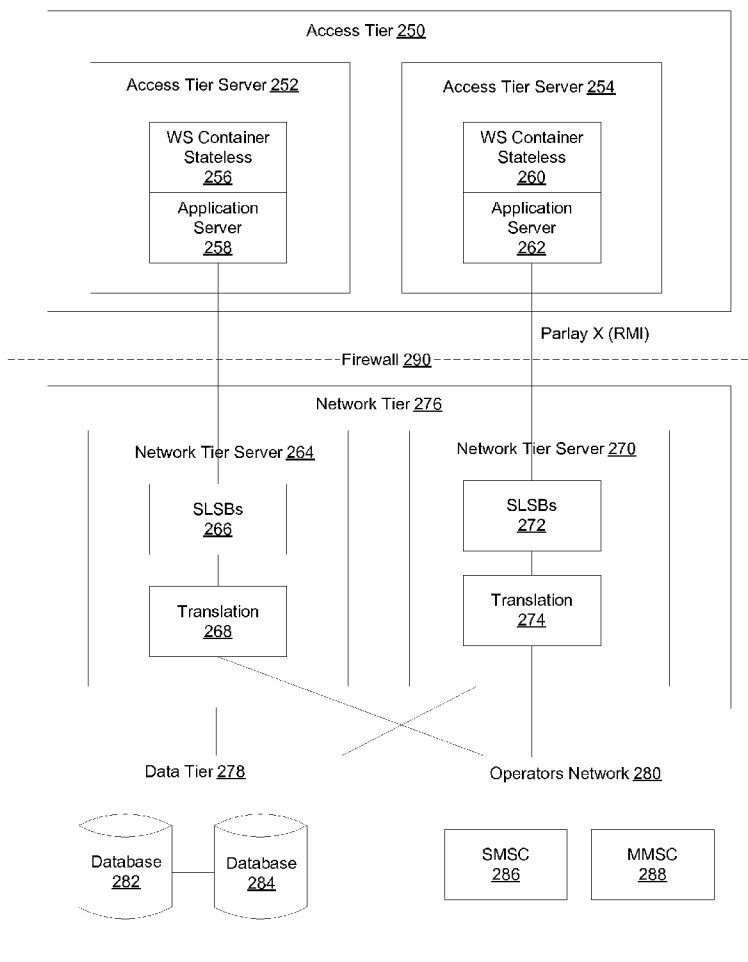 Access Tier 250
Access Tier Server 252
Access Tier Server 254
WS Container
Stateless
256
WS Container
Stateless
260
Application
Server
258
Application
Server
262
Parlay X (RMI)
Firewall 290
Network Tier 276
Network Tier Server 264
Network Tier Server 270
SLSBs
266
SLSBs
272
Translation
268
Translation
274
Data Tier 278
Operators Network 280
Database
282
Database
284
SMSC
286
MMSC
288